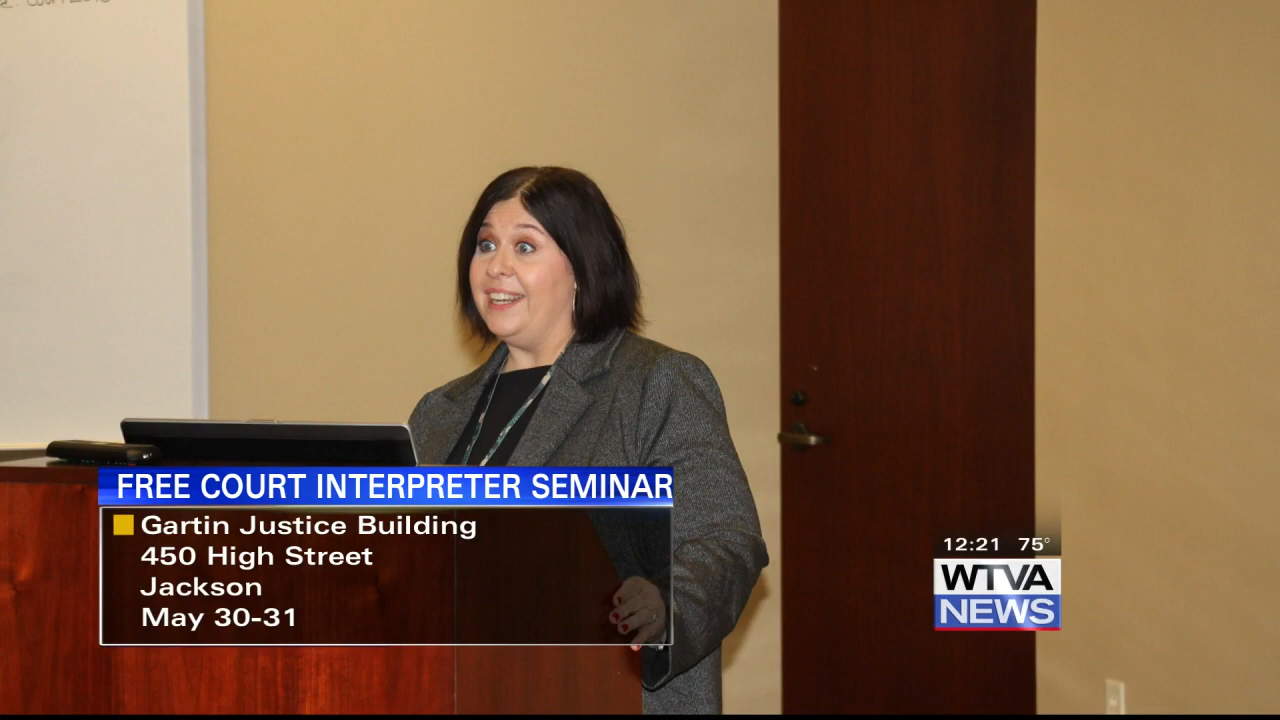 FREE COURT INTERPRETER SEMINAR
Gartin Justice Building
450 High Street
Jackson
May 30-31
12:21 75°
WTVA
NEWS